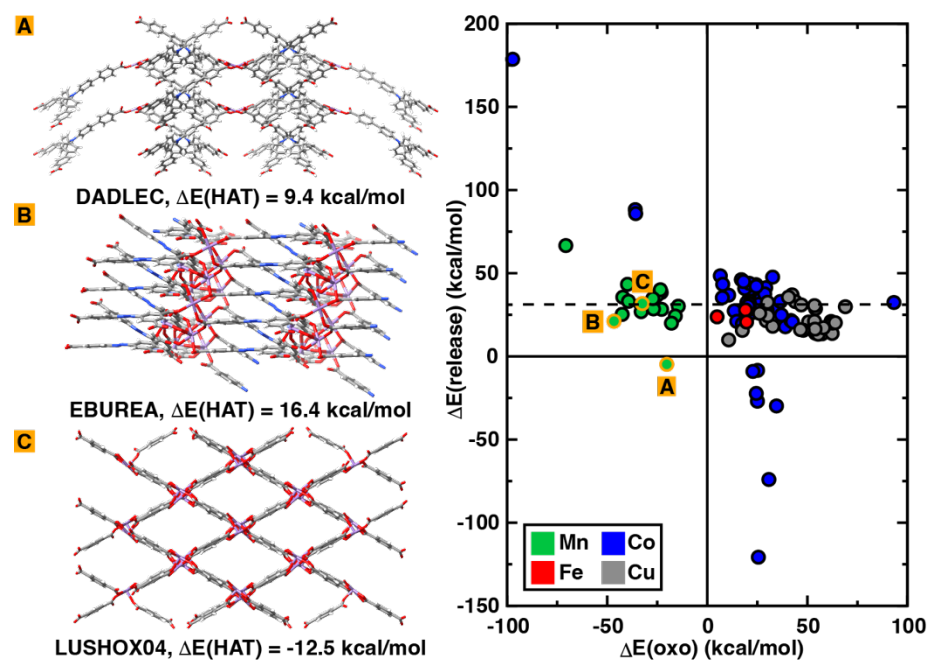 A
DADLEC, ΔE(HAT) = 9.4 kcal/mol
B
EBUREA, ΔE(HAT) = 16.4 kcal/mol
C
LUSHOX04, ΔE(HAT) = -12.5 kcal/mol
ΔE(release) (kcal/mol)
200
150
100
50
0
-50
-100
-150
C
B
A
Mn Co
Fe Cu
-100 -50 0 50 100
ΔE(oxo) (kcal/mol)